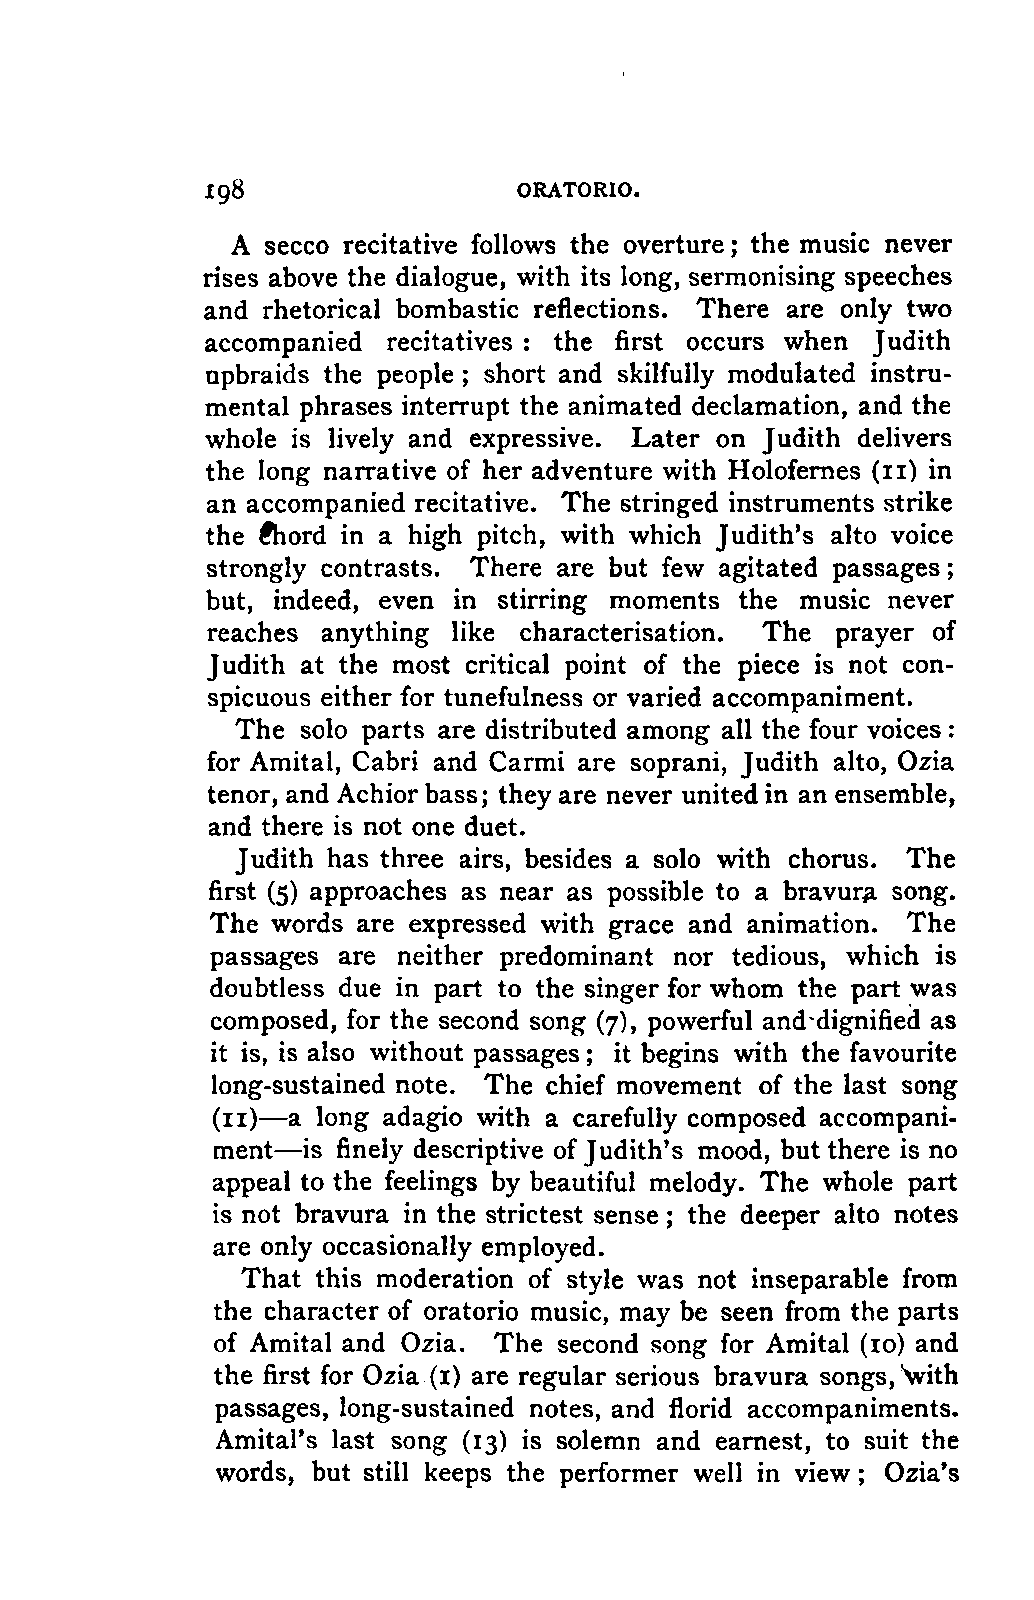 198 ORATORIO.
A secco recitative follows the overture; the music never
rises above the dialogue, with its long, sermonising speeches
and rhetorical bombastic reflections. There are only two
accompanied recitatives : the first occurs when Judith
upbraids the people; short and skilfully modulated instru-
mental phrases interrupt the animated declamation, and the
whole is lively and expressive. Later on Judith delivers
the long narrative of her adventure with Holofernes (11) in
an accompanied recitative. The stringed instruments strike
the chord in a high pitch, with which Judith's alto voice
strongly contrasts. There are but few agitated passages;
but, indeed, even in stirring moments the music never
reaches anything like characterisation. The prayer of
Judith at the most critical point of the piece is not con-
spicuous either for tunefulness or varied accompaniment.
The solo parts are distributed among all the four voices:
for Amital, Cabri and Carmi are soprani, Judith alto, Ozia
tenor, and Achior bass; they are never united in an ensemble,
and there is not one duet.
Judith has three airs, besides a solo with chorus. The
first (5) approaches as near as possible to a bravura song.
The words are expressed with grace and animation. The
passages are neither predominant nor tedious, which is
doubtless due in part to the singer for whom the part was
composed, for the second song (7), powerful and dignified as
it is, is also without passages; it begins with the favourite
long-sustained note. The chief movement of the last song
(11)—a long adagio with a carefully composed accompani-
ment—is finely descriptive of Judith's mood, but there is no
appeal to the feelings by beautiful melody. The whole part
is not bravura in the strictest sense; the deeper alto notes
are only occasionally employed.
That this moderation of style was not inseparable from
the character of oratorio music, may be seen from the parts
of Amital and Ozia. The second song for Amital (10) and
the first for Ozia (1) are regular serious bravura songs, with
passages, long-sustained notes, and florid accompaniments.
Amital's last song (13) is solemn and earnest, to suit the
words, but still keeps the performer well in view; Ozia's